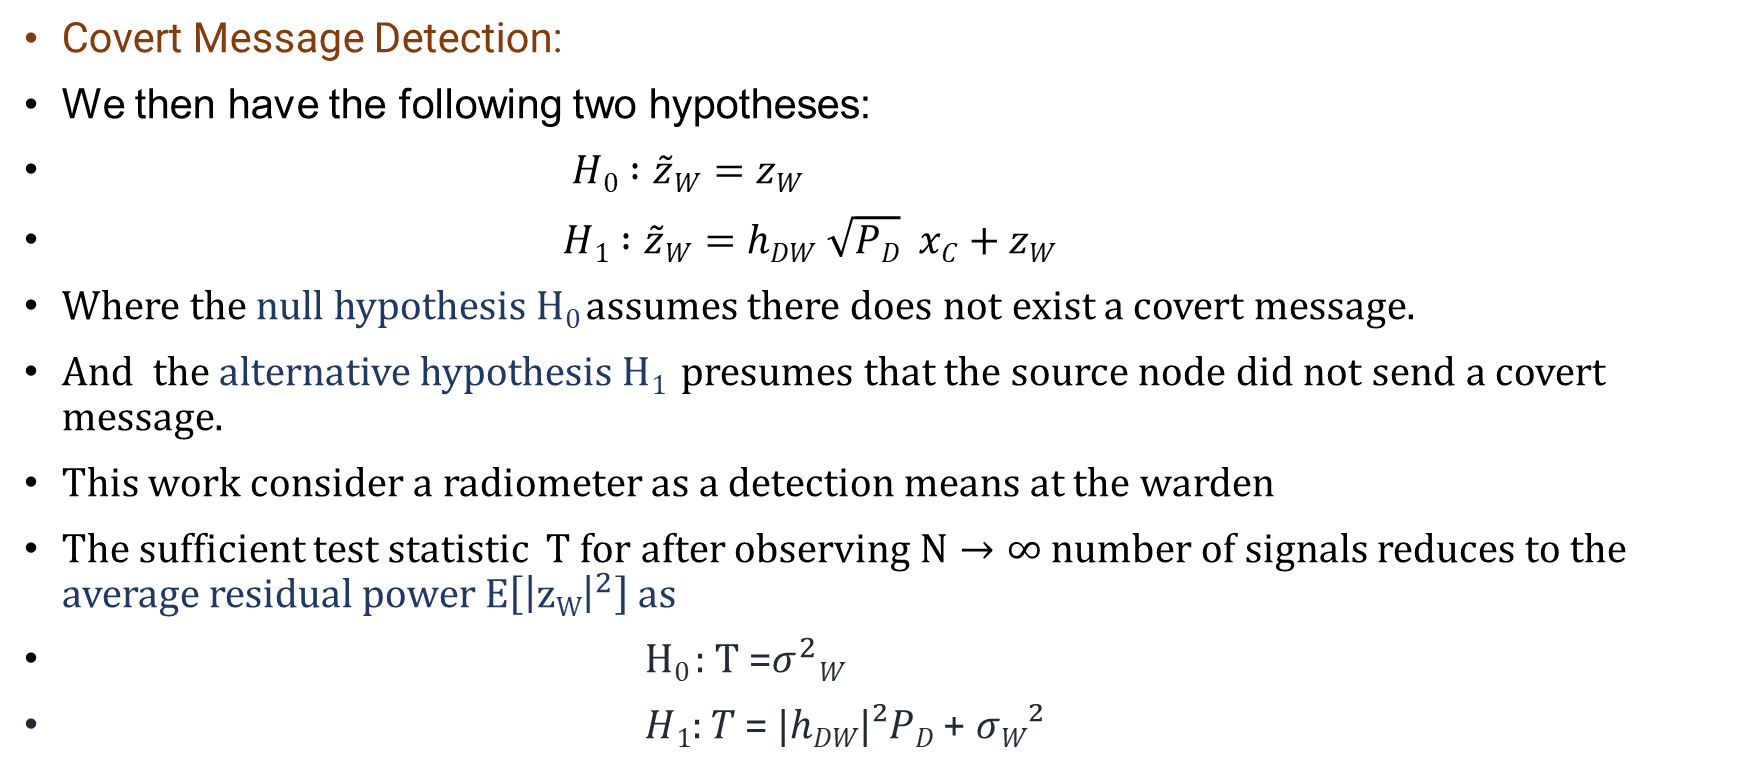 • Covert Message Detection:
• We then have the following two hypotheses:
• H₀ : z̃_W = z_W
• H₁ : z̃_W = h_DW √P_D x_C + z_W
• Where the null hypothesis H₀ assumes there does not exist a covert message.
• And the alternative hypothesis H₁ presumes that the source node did not send a covert
message.
• This work consider a radiometer as a detection means at the warden
• The sufficient test statistic T for after observing N → ∞ number of signals reduces to the
average residual power E[|z_W|²] as
• H₀ : T =σ²_W
• H₁: T = |h_DW|²P_D + σ_W²